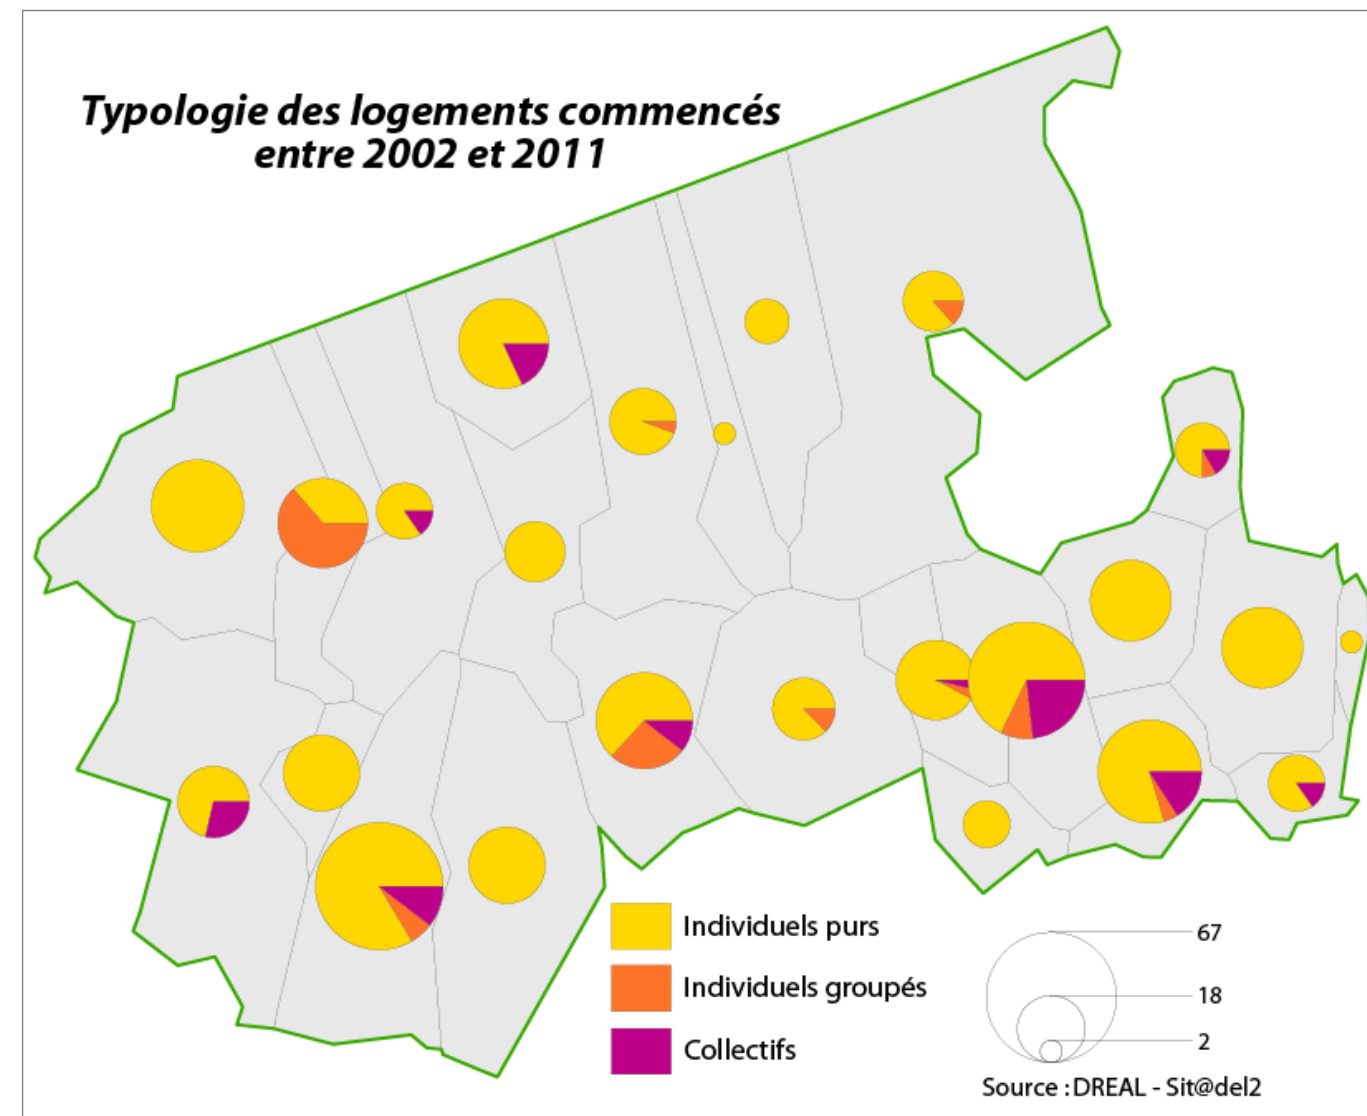 Typologie des logements commencés
entre 2002 et 2011
Individuels purs
Individuels groupés
Collectifs
67
18
2
Source : DREAL - Sit@del2